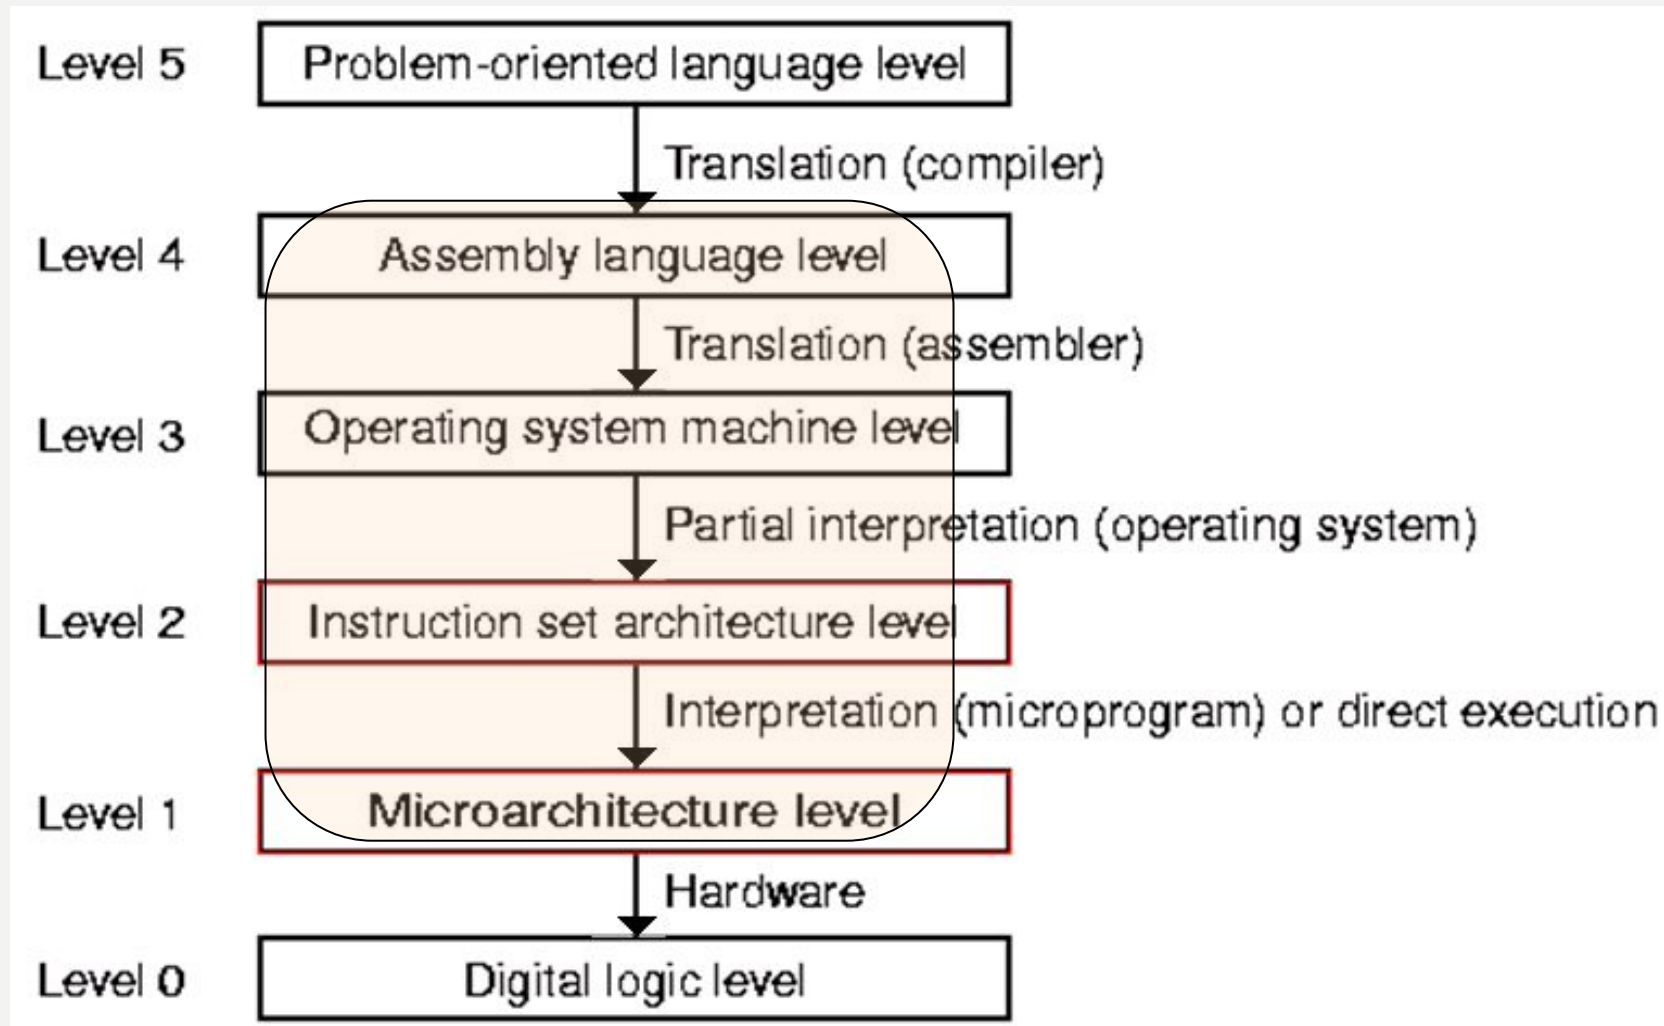 Level 5 Problem-oriented language level
Translation (compiler)
Level 4 Assembly language level
Translation (assembler)
Level 3 Operating system machine level
Partial interpretation (operating system)
Level 2 Instruction set architecture level
Interpretation (microprogram) or direct execution
Level 1 Microarchitecture level
Hardware
Level 0 Digital logic level